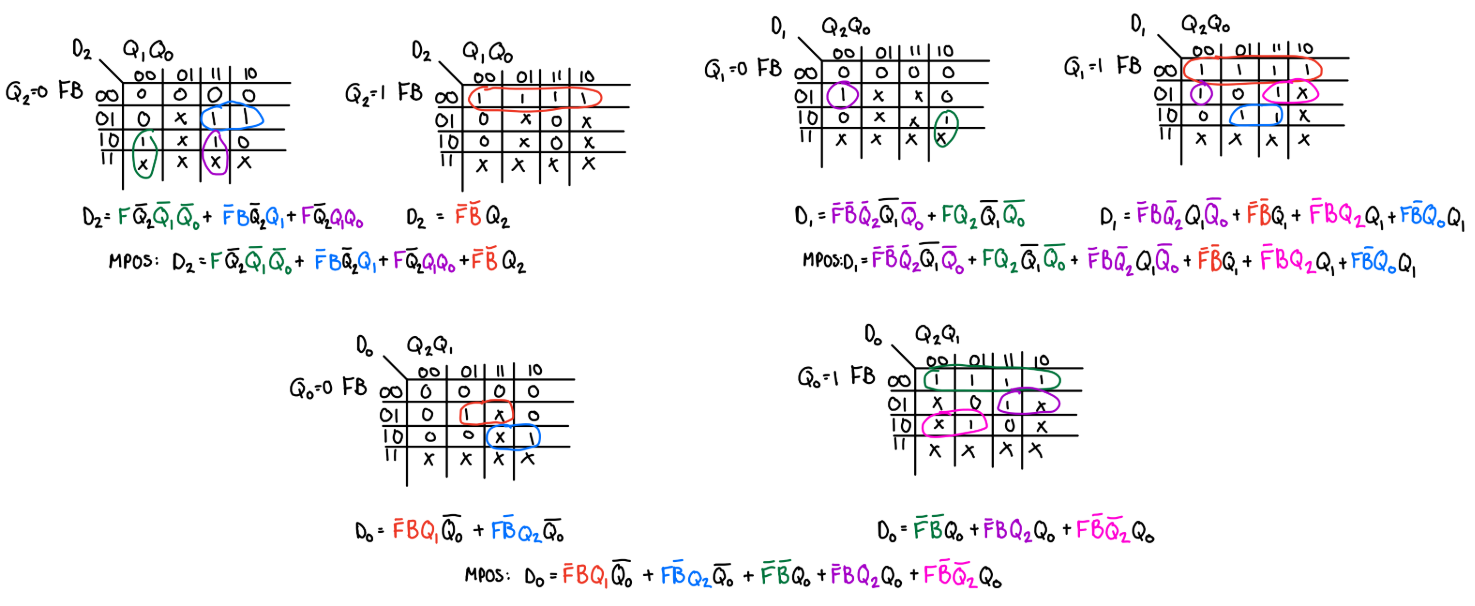 D₂ Q₁Q₀
00 01 11 10
Q₂=0 FB 00 0 0 0 0
01 0 x 1 1
10 1 x 1 0
11 x x x x
D₂ Q₁Q₀
00 01 11 10
Q₂=1 FB 00 1 1 1 1
01 0 x 0 x
10 0 x 0 x
11 x x x x
D₂ = FQ̅₂Q̅₁Q̅₀ + F̅BQ̅₂Q₁ + FQ̅₂Q₁Q₀
D₂ = F̅B̅Q₂
MPOS: D₂ = FQ̅₂Q̅₁Q̅₀ + F̅BQ̅₂Q₁ + FQ̅₂Q₁Q₀ + F̅B̅Q₂
D₁ Q₂Q₀
00 01 11 10
Q₁=0 FB 00 0 0 0 0
01 1 x x 0
10 0 x x 1
11 x x x x
D₁ Q₂Q₀
00 01 11 10
Q₁=1 FB 00 1 1 1 1
01 1 0 1 x
10 0 1 1 x
11 x x x x
D₁ = F̅B̅Q̅₂Q̅₁Q̅₀ + FQ₂Q̅₁Q̅₀
D₁ = F̅BQ̅₂Q₁Q̅₀ + F̅B̅Q₁ + F̅BQ₂Q₁ + FB̅Q̅₀Q₁
MPOS: D₁ = F̅B̅Q̅₂Q̅₁Q̅₀ + FQ₂Q̅₁Q̅₀ + F̅BQ̅₂Q₁Q̅₀ + F̅B̅Q₁ + F̅BQ₂Q₁ + FB̅Q̅₀Q₁
D₀ Q₂Q₁
00 01 11 10
Q₀=0 FB 00 0 0 0 0
01 0 1 x 0
10 0 0 x 1
11 x x x x
D₀ Q₂Q₁
00 01 11 10
Q₀=1 FB 00 1 1 1 1
01 x 0 1 x
10 x 1 0 x
11 x x x x
D₀ = F̅BQ₁Q̅₀ + FB̅Q₂Q̅₀
D₀ = F̅B̅Q₀ + F̅BQ₂Q₀ + FB̅Q̅₂Q₀
MPOS: D₀ = F̅BQ₁Q̅₀ + FB̅Q₂Q̅₀ + F̅B̅Q₀ + F̅BQ₂Q₀ + FB̅Q̅₂Q₀